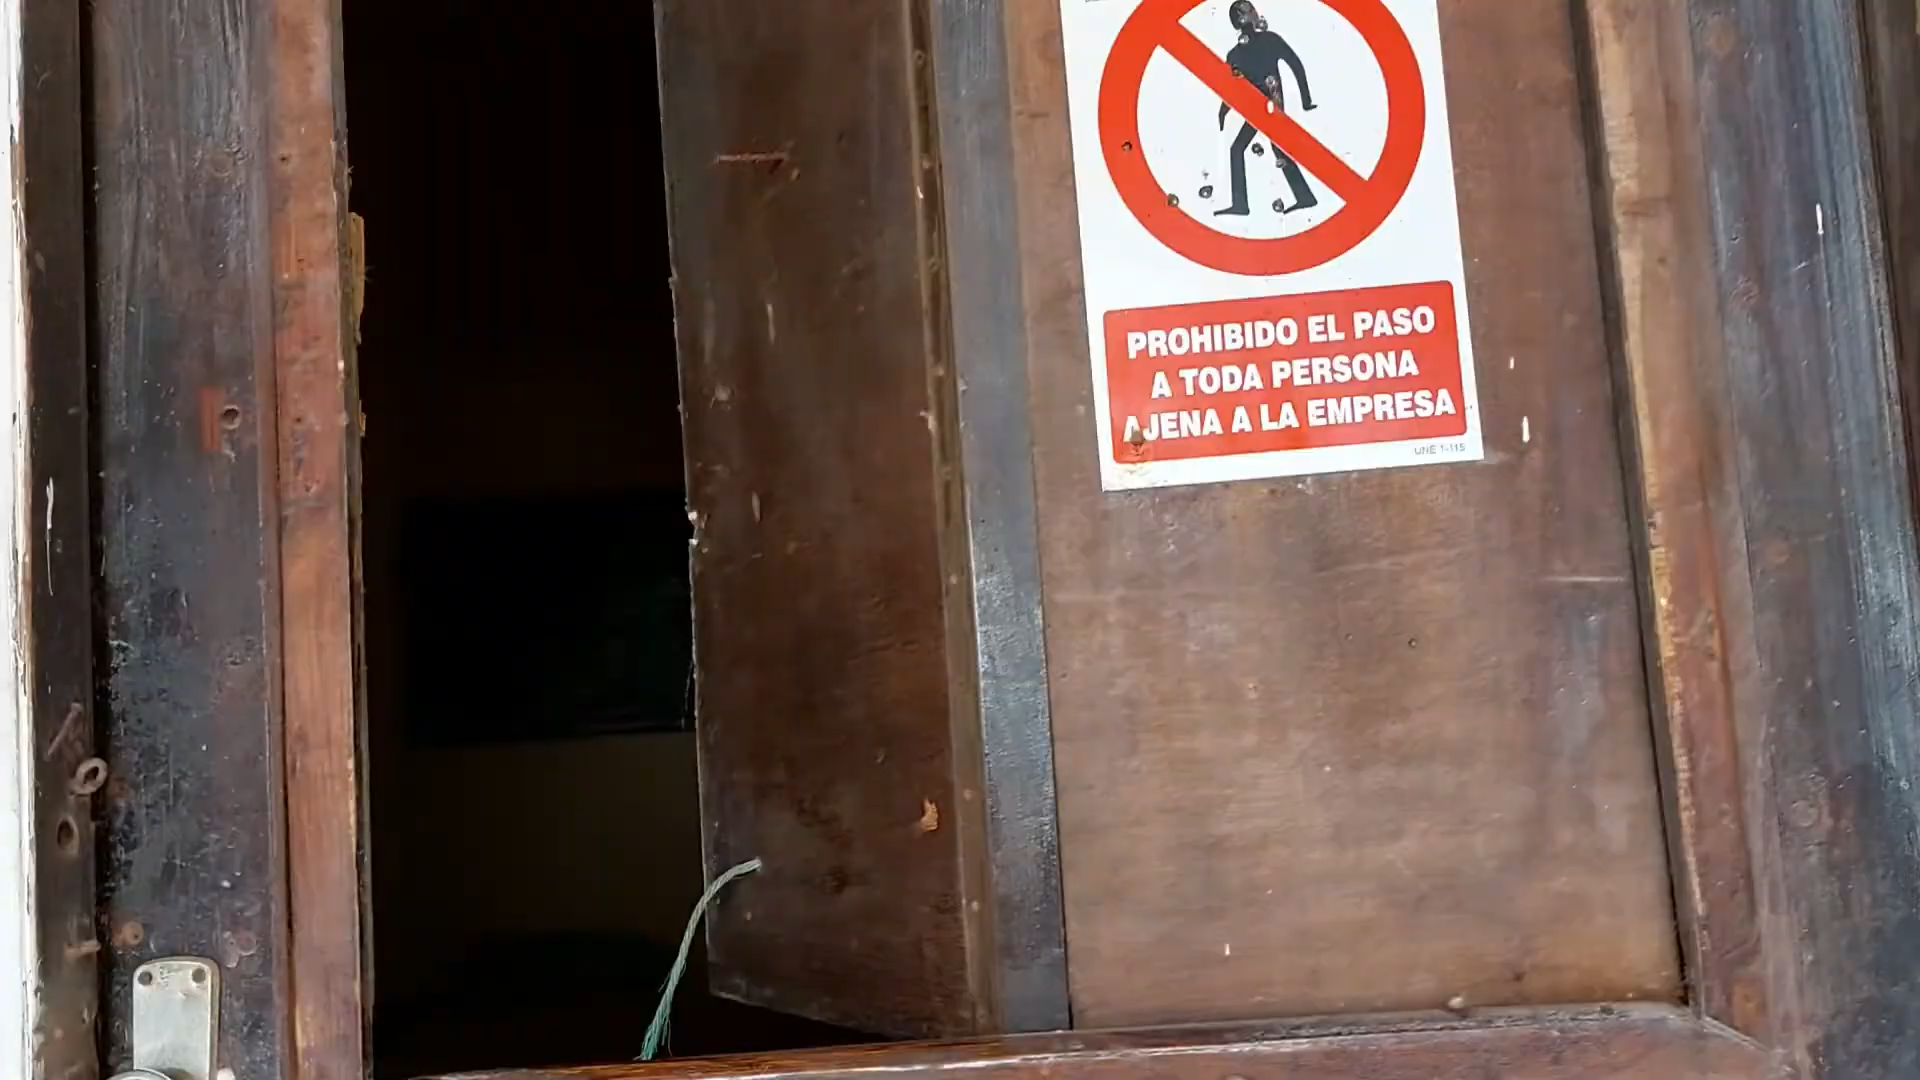 PROHIBIDO EL PASO
A TODA PERSONA
AJENA A LA EMPRESA
UNE 1-115